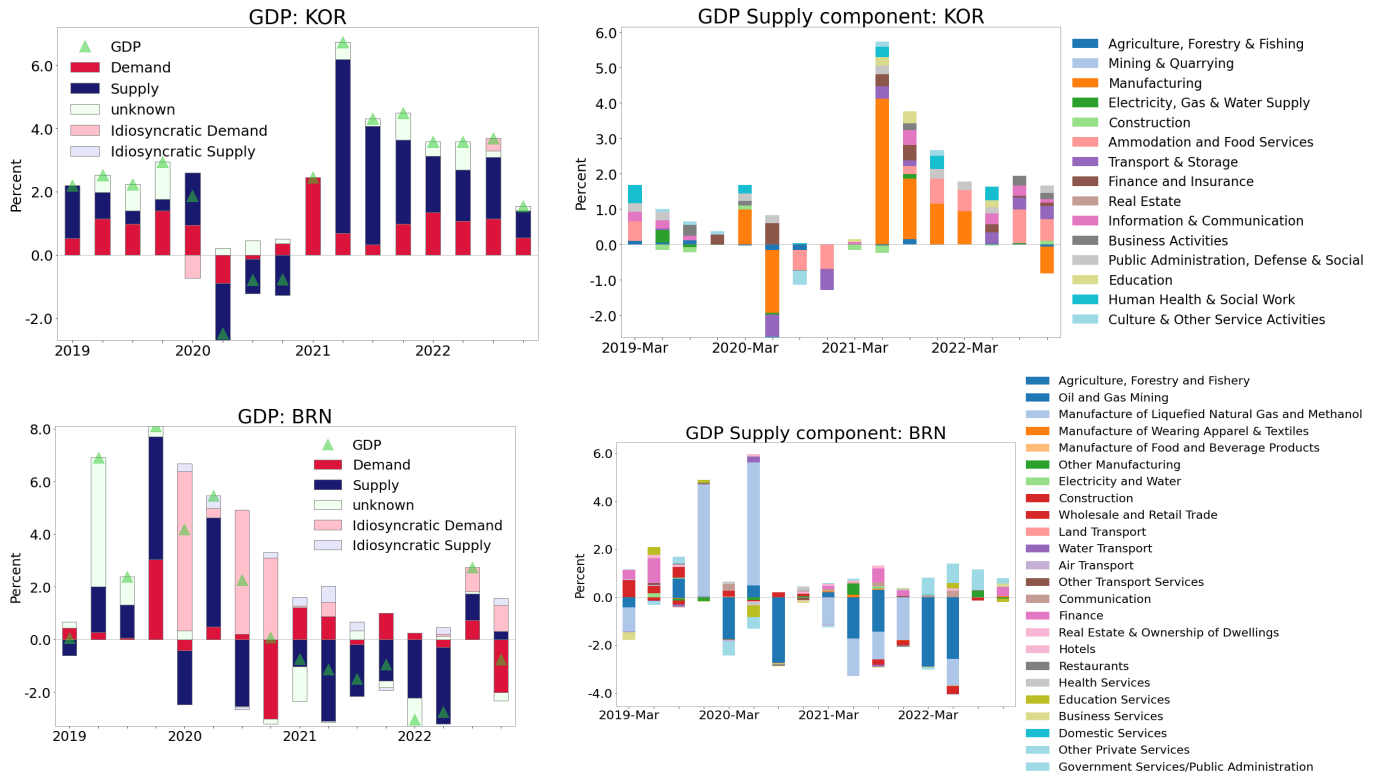 GDP: KOR
GDP
Demand
Supply
unknown
Idiosyncratic Demand
Idiosyncratic Supply
Percent
6.0
4.0
2.0
0.0
-2.0
2019
2020
2021
2022
GDP Supply component: KOR
Percent
6.0
5.0
4.0
3.0
2.0
1.0
0.0
-1.0
-2.0
2019-Mar
2020-Mar
2021-Mar
2022-Mar
Agriculture, Forestry & Fishing
Mining & Quarrying
Manufacturing
Electricity, Gas & Water Supply
Construction
Ammodation and Food Services
Transport & Storage
Finance and Insurance
Real Estate
Information & Communication
Business Activities
Public Administration, Defense & Social
Education
Human Health & Social Work
Culture & Other Service Activities
GDP: BRN
GDP
Demand
Supply
unknown
Idiosyncratic Demand
Idiosyncratic Supply
Percent
8.0
6.0
4.0
2.0
0.0
-2.0
2019
2020
2021
2022
GDP Supply component: BRN
Percent
6.0
4.0
2.0
0.0
-2.0
-4.0
2019-Mar
2020-Mar
2021-Mar
2022-Mar
Agriculture, Forestry and Fishery
Oil and Gas Mining
Manufacture of Liquefied Natural Gas and Methanol
Manufacture of Wearing Apparel & Textiles
Manufacture of Food and Beverage Products
Other Manufacturing
Electricity and Water
Construction
Wholesale and Retail Trade
Land Transport
Water Transport
Air Transport
Other Transport Services
Communication
Finance
Real Estate & Ownership of Dwellings
Hotels
Restaurants
Health Services
Education Services
Business Services
Domestic Services
Other Private Services
Government Services/Public Administration